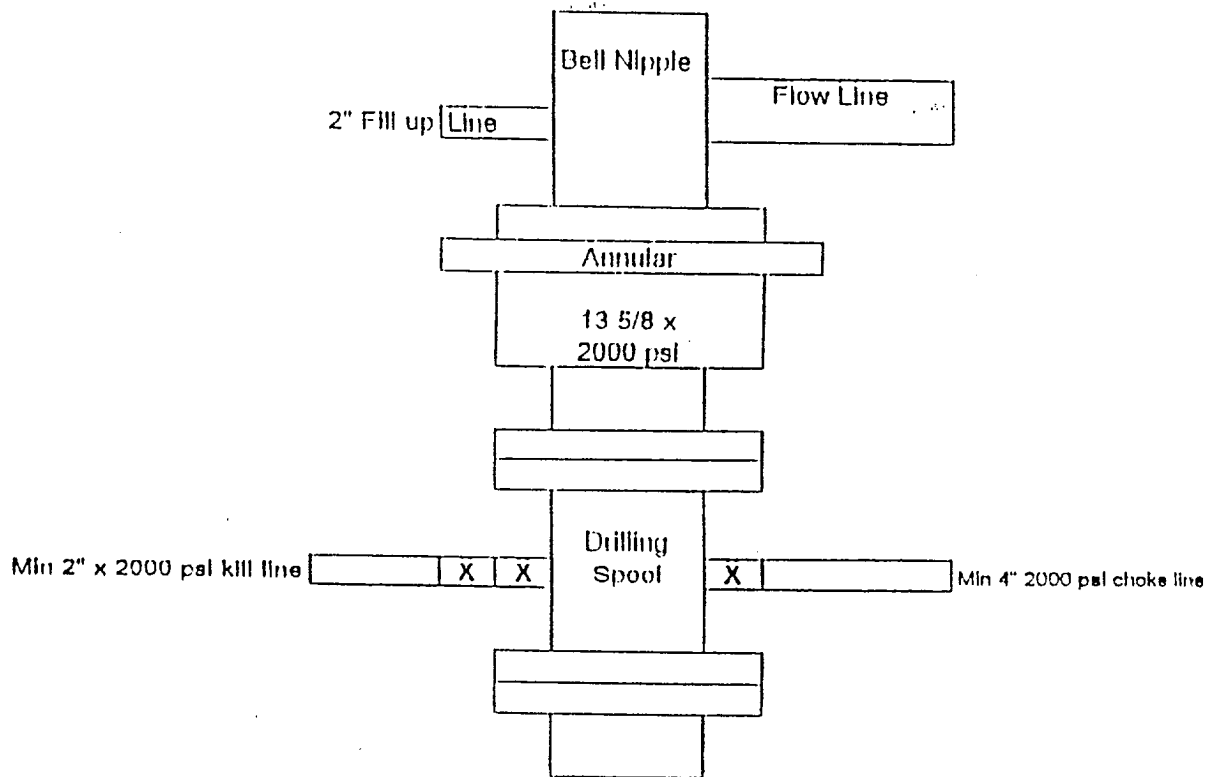 Bell Nipple
Flow Line
2" Fill up Line
Annular
13 5/8 x
2000 psi
Drilling
Spool
Min 2" x 2000 psi kill line
X X
X
Min 4" 2000 psi choke line